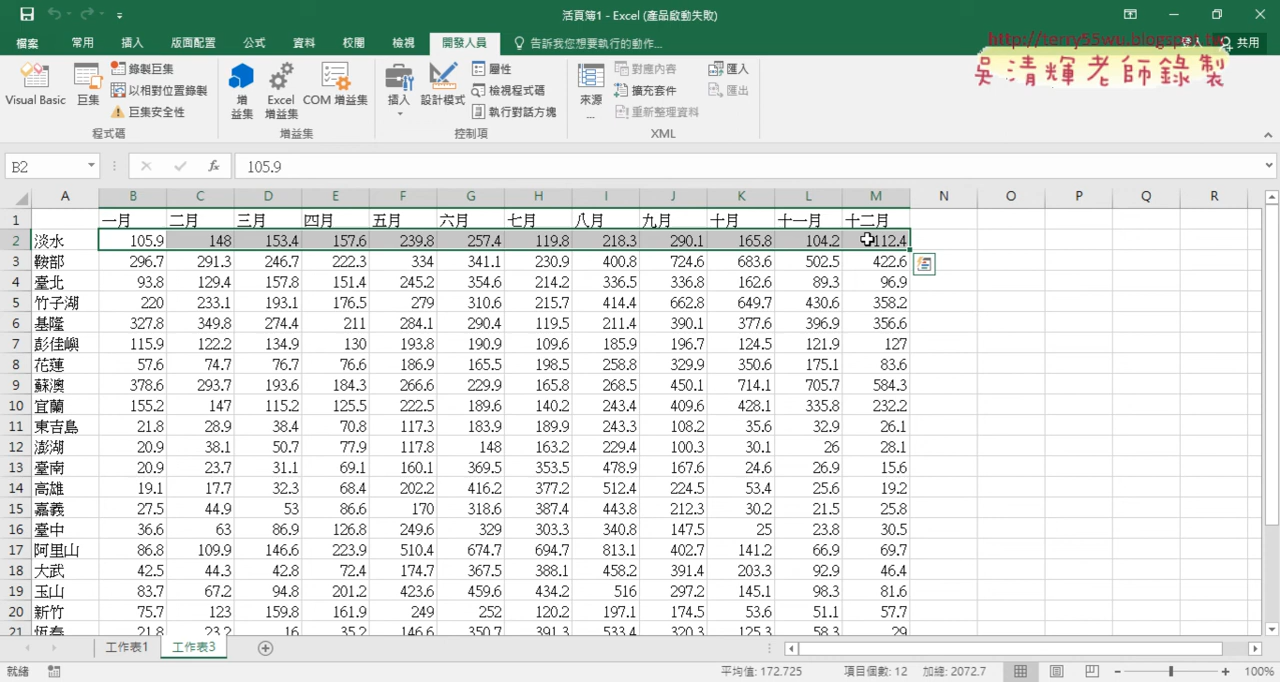 活頁簿1 - Excel (產品啟動失敗)
檔案 常用 插入 版面配置 公式 資料 校閱 檢視 開發人員 告訴我您想要執行的動作... 共用
http://terry55wu.blogspot.tw
吳清輝老師錄製
Visual Basic 巨集 錄製巨集 以相對位置錄製 巨集安全性 程式碼
增益集 Excel 增益集 COM 增益集 增益集
插入 設計模式 屬性 檢視程式碼 執行對話方塊 控制項
來源... 對應內容 擴充套件 重新整理資料 匯入 匯出 XML
B2 fx 105.9
A B C D E F G H I J K L M N O P Q R
1 一月 二月 三月 四月 五月 六月 七月 八月 九月 十月 十一月 十二月
2 淡水 105.9 148 153.4 157.6 239.8 257.4 119.8 218.3 290.1 165.8 104.2 112.4
3 鞍部 296.7 291.3 246.7 222.3 334 341.1 230.9 400.8 724.6 683.6 502.5 422.6
4 臺北 93.8 129.4 157.8 151.4 245.2 354.6 214.2 336.5 336.8 162.6 89.3 96.9
5 竹子湖 220 233.1 193.1 176.5 279 310.6 215.7 414.4 662.8 649.7 430.6 358.2
6 基隆 327.8 349.8 274.4 211 284.1 290.4 119.5 211.4 390.1 377.6 396.9 356.6
7 彭佳嶼 115.9 122.2 134.9 130 193.8 190.9 109.6 185.9 196.7 124.5 121.9 127
8 花蓮 57.6 74.7 76.7 76.6 186.9 165.5 198.5 258.8 329.9 350.6 175.1 83.6
9 蘇澳 378.6 293.7 193.6 184.3 266.6 229.9 165.8 268.5 450.1 714.1 705.7 584.3
10 宜蘭 155.2 147 115.2 125.5 222.5 189.6 140.2 243.4 409.6 428.1 335.8 232.2
11 東吉島 21.8 28.9 38.4 70.8 117.3 183.9 189.9 243.3 108.2 35.6 32.9 26.1
12 澎湖 20.9 38.1 50.7 77.9 117.8 148 163.2 229.4 100.3 30.1 26 28.1
13 臺南 20.9 23.7 31.1 69.1 160.1 369.5 353.5 478.9 167.6 24.6 26.9 15.6
14 高雄 19.1 17.7 32.3 68.4 202.2 416.2 377.2 512.4 224.5 53.4 25.6 19.2
15 嘉義 27.5 44.9 53 86.6 170 318.6 387.4 443.8 212.3 30.2 21.5 25.8
16 臺中 36.6 63 86.9 126.8 249.6 329 303.3 340.8 147.5 25 23.8 30.5
17 阿里山 86.8 109.9 146.6 223.9 510.4 674.7 694.7 813.1 402.7 141.2 66.9 69.7
18 大武 42.5 44.3 42.8 72.4 174.7 367.5 388.1 458.2 391.4 203.3 92.9 46.4
19 玉山 83.7 67.2 94.8 201.2 423.6 459.6 434.2 516 297.2 145.1 98.3 81.6
20 新竹 75.7 123 159.8 161.9 249 252 120.2 197.1 174.5 53.6 51.1 57.7
21 恆春 21.8 23.2 16 35.2 146.6 350.7 391.3 533.4 320.3 125.3 58.3 29
工作表1 工作表3
就緒 平均值: 172.725 項目個數: 12 加總: 2072.7 100%